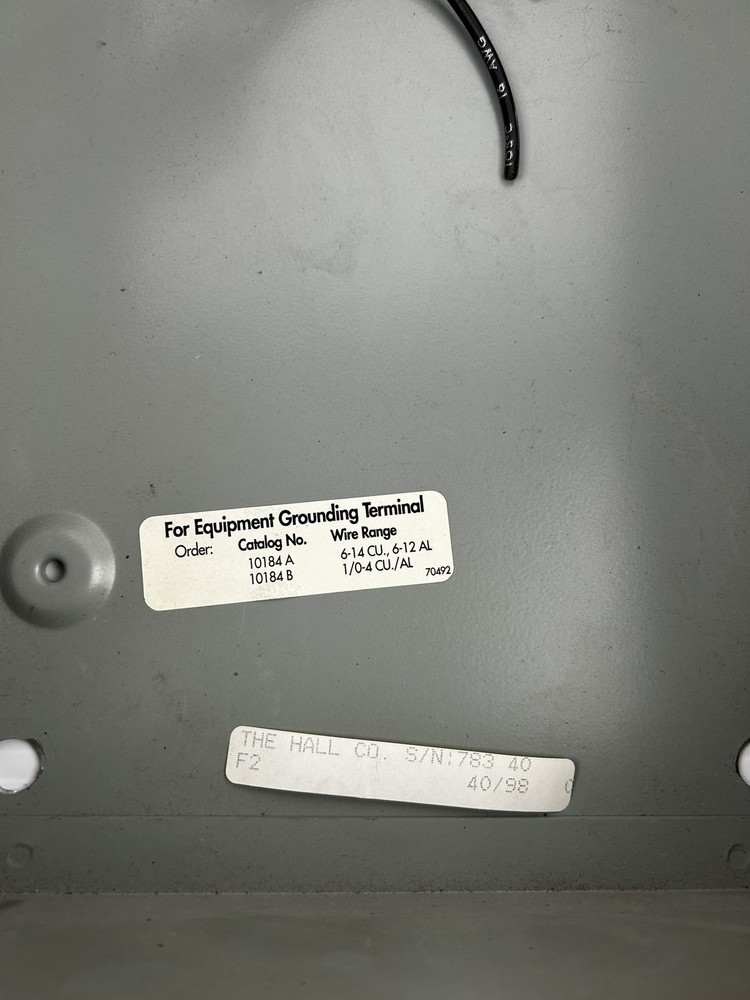 AWG
For Equipment Grounding Terminal
Order: Catalog No. Wire Range
10184 A 6-14 CU., 6-12 AL
10184 B 1/0-4 CU./AL 70492
THE HALL CO. S/N:783 40
F2 40/98